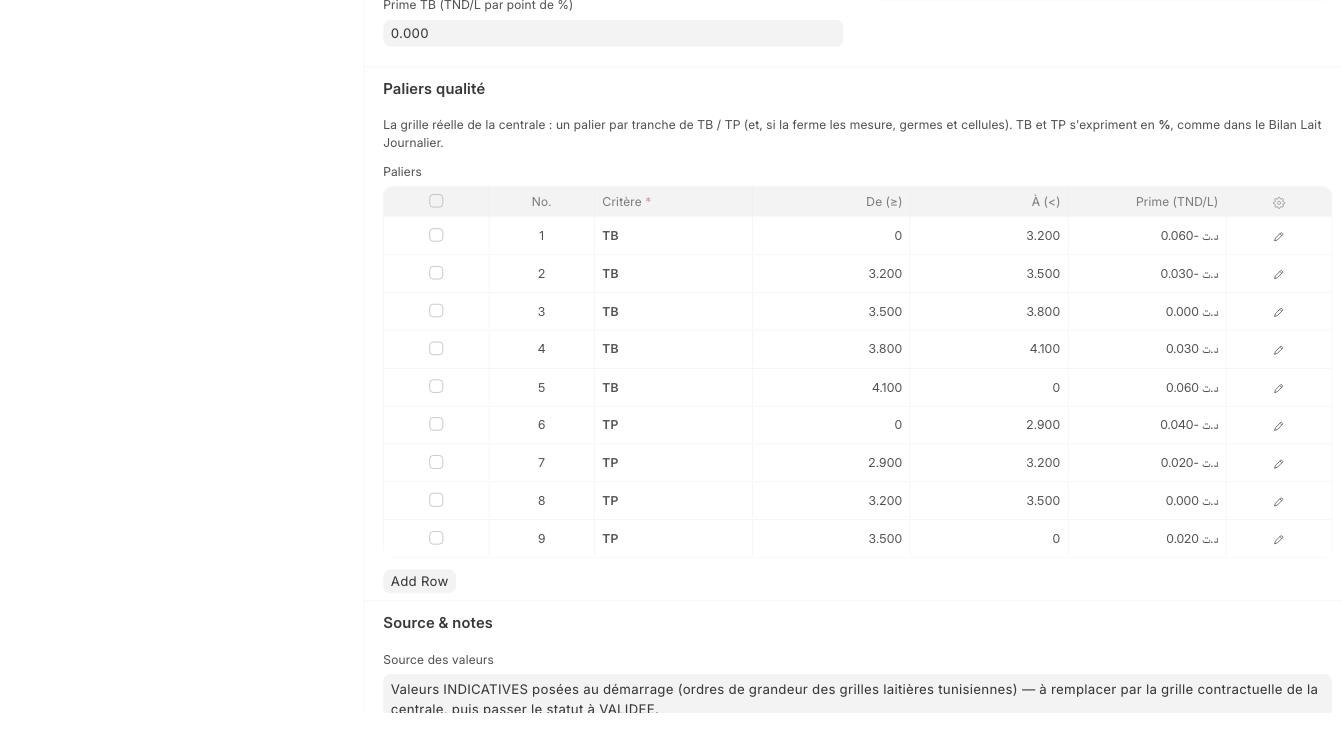 Prime TB (TND/L par point de %)
0.000
Paliers qualité
La grille réelle de la centrale : un palier par tranche de TB / TP (et, si la ferme les mesure, germes et cellules). TB et TP s'expriment en %, comme dans le Bilan Lait
Journalier.
Paliers
No. Critère * De (≥) À (<) Prime (TND/L)
1 TB 0 3.200 0.060- د.ت
2 TB 3.200 3.500 0.030- د.ت
3 TB 3.500 3.800 0.000 د.ت
4 TB 3.800 4.100 0.030 د.ت
5 TB 4.100 0 0.060 د.ت
6 TP 0 2.900 0.040- د.ت
7 TP 2.900 3.200 0.020- د.ت
8 TP 3.200 3.500 0.000 د.ت
9 TP 3.500 0 0.020 د.ت
Add Row
Source & notes
Source des valeurs
Valeurs INDICATIVES posées au démarrage (ordres de grandeur des grilles laitières tunisiennes) — à remplacer par la grille contractuelle de la
centrale, puis passer le statut à VALIDEE.